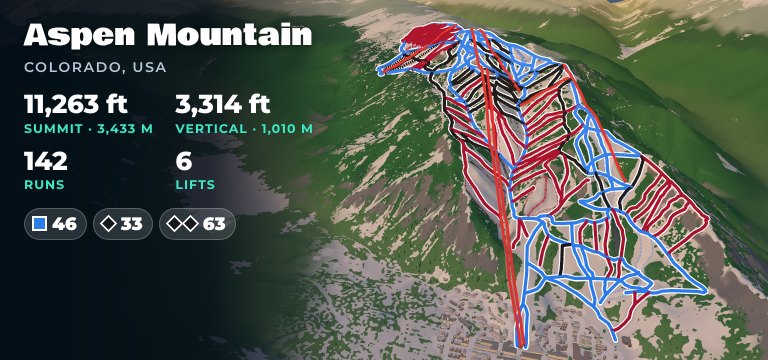 Aspen Mountain
COLORADO, USA
11,263 ft 3,314 ft
SUMMIT · 3,433 M VERTICAL · 1,010 M
142 6
RUNS LIFTS
46 33 63